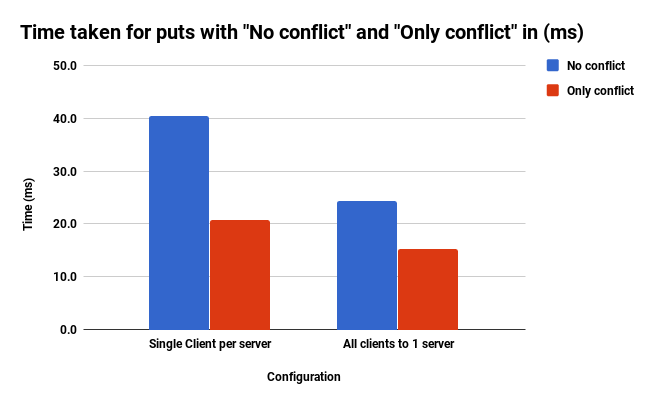 Time taken for puts with "No conflict" and "Only conflict" in (ms)
No conflict
Only conflict
50.0
40.0
30.0
20.0
10.0
0.0
Time (ms)
Single Client per server
All clients to 1 server
Configuration